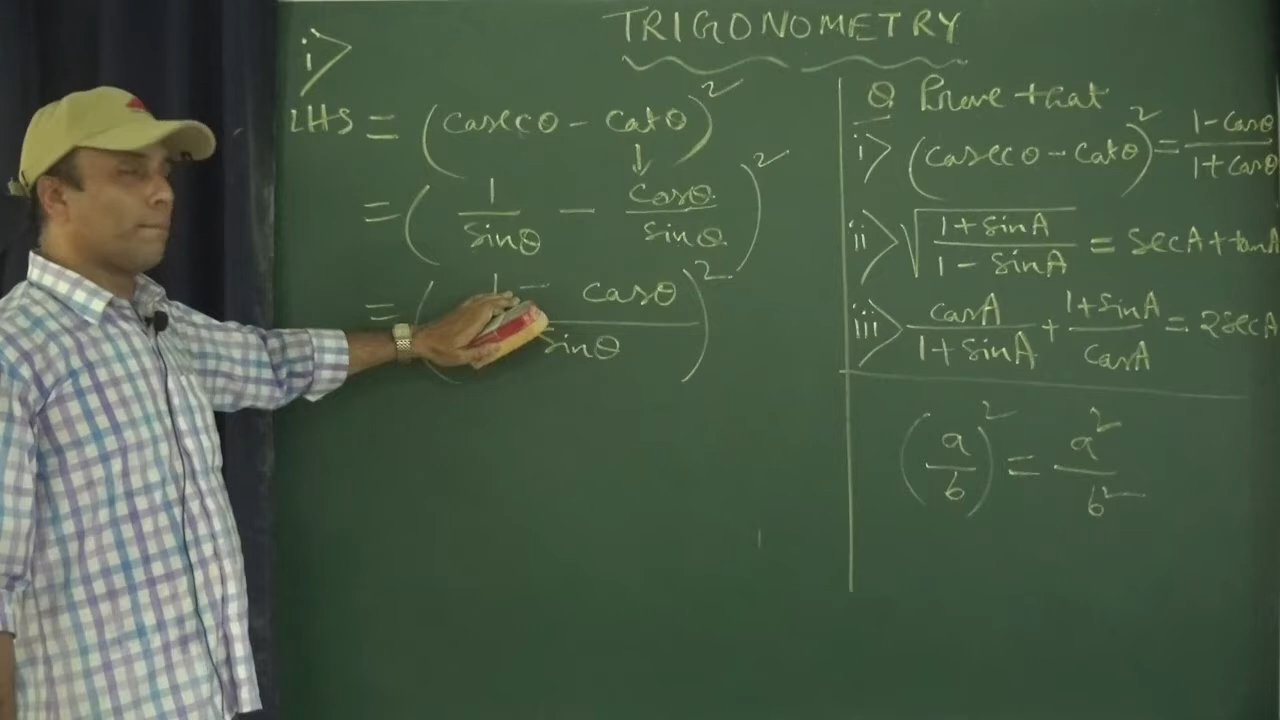 TRIGONOMETRY
i>
LHS = (cosecθ - cotθ)²
= (1/sinθ - cosθ/sinθ)²
= (1 - cosθ/sinθ)²
Q. Prove that
i> (cosecθ - cotθ)² = 1-cosθ/1+cosθ
ii> √1+sinA/1-sinA = secA+tanA
iii> cosA/1+sinA + 1+sinA/cosA = 2secA
(a/b)² = a²/b²